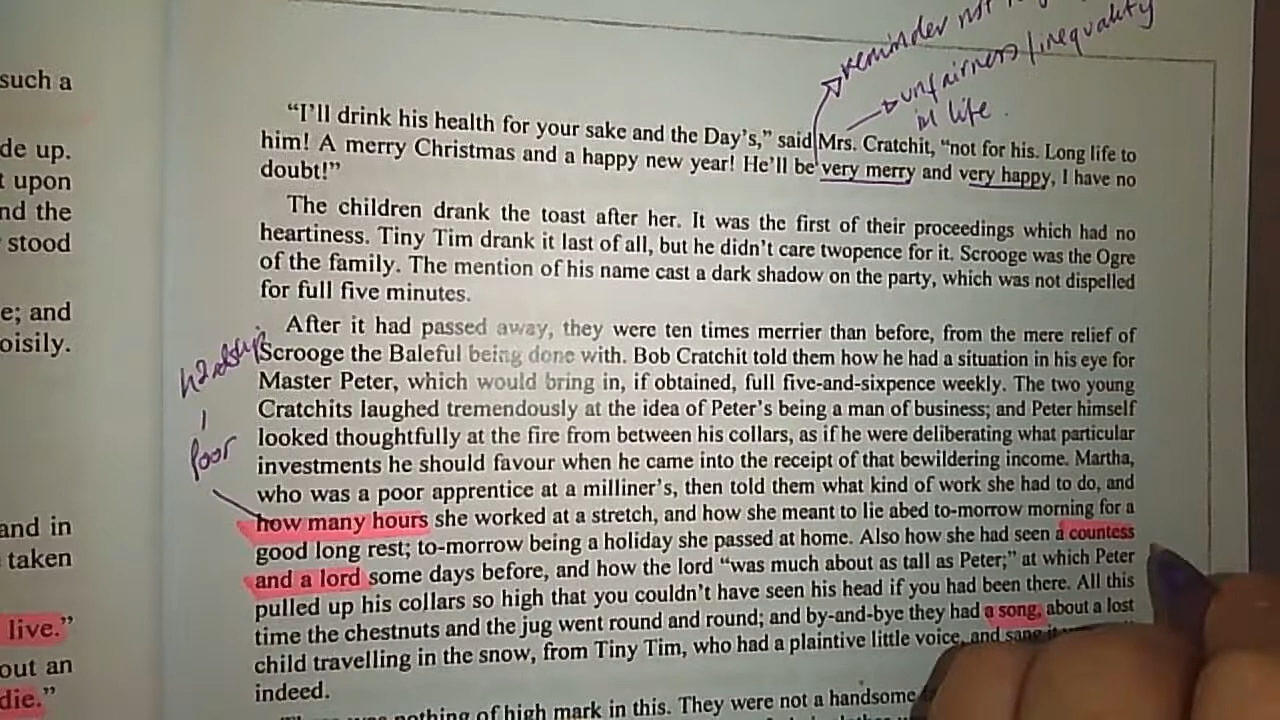 reminder not
unfairness/inequality
in life.
such a
de up.
t upon
nd the
stood
e; and
oisily.
and in
taken
live.”
out an
die.”
“I’ll drink his health for your sake and the Day’s,” said Mrs. Cratchit, “not for his. Long life to
him! A merry Christmas and a happy new year! He’ll be very merry and very happy, I have no
doubt!”
The children drank the toast after her. It was the first of their proceedings which had no
heartiness. Tiny Tim drank it last of all, but he didn’t care twopence for it. Scrooge was the Ogre
of the family. The mention of his name cast a dark shadow on the party, which was not dispelled
for full five minutes.
After it had passed away, they were ten times merrier than before, from the mere relief of
Scrooge the Baleful being done with. Bob Cratchit told them how he had a situation in his eye for
Master Peter, which would bring in, if obtained, full five-and-sixpence weekly. The two young
Cratchits laughed tremendously at the idea of Peter’s being a man of business; and Peter himself
looked thoughtfully at the fire from between his collars, as if he were deliberating what particular
investments he should favour when he came into the receipt of that bewildering income. Martha,
who was a poor apprentice at a milliner’s, then told them what kind of work she had to do, and
how many hours she worked at a stretch, and how she meant to lie abed to-morrow morning for a
good long rest; to-morrow being a holiday she passed at home. Also how she had seen a countess
and a lord some days before, and how the lord “was much about as tall as Peter;” at which Peter
pulled up his collars so high that you couldn’t have seen his head if you had been there. All this
time the chestnuts and the jug went round and round; and by-and-bye they had a song, about a lost
child travelling in the snow, from Tiny Tim, who had a plaintive little voice, and sang it
indeed.
nothing of high mark in this. They were not a handsome
hardship
Poor